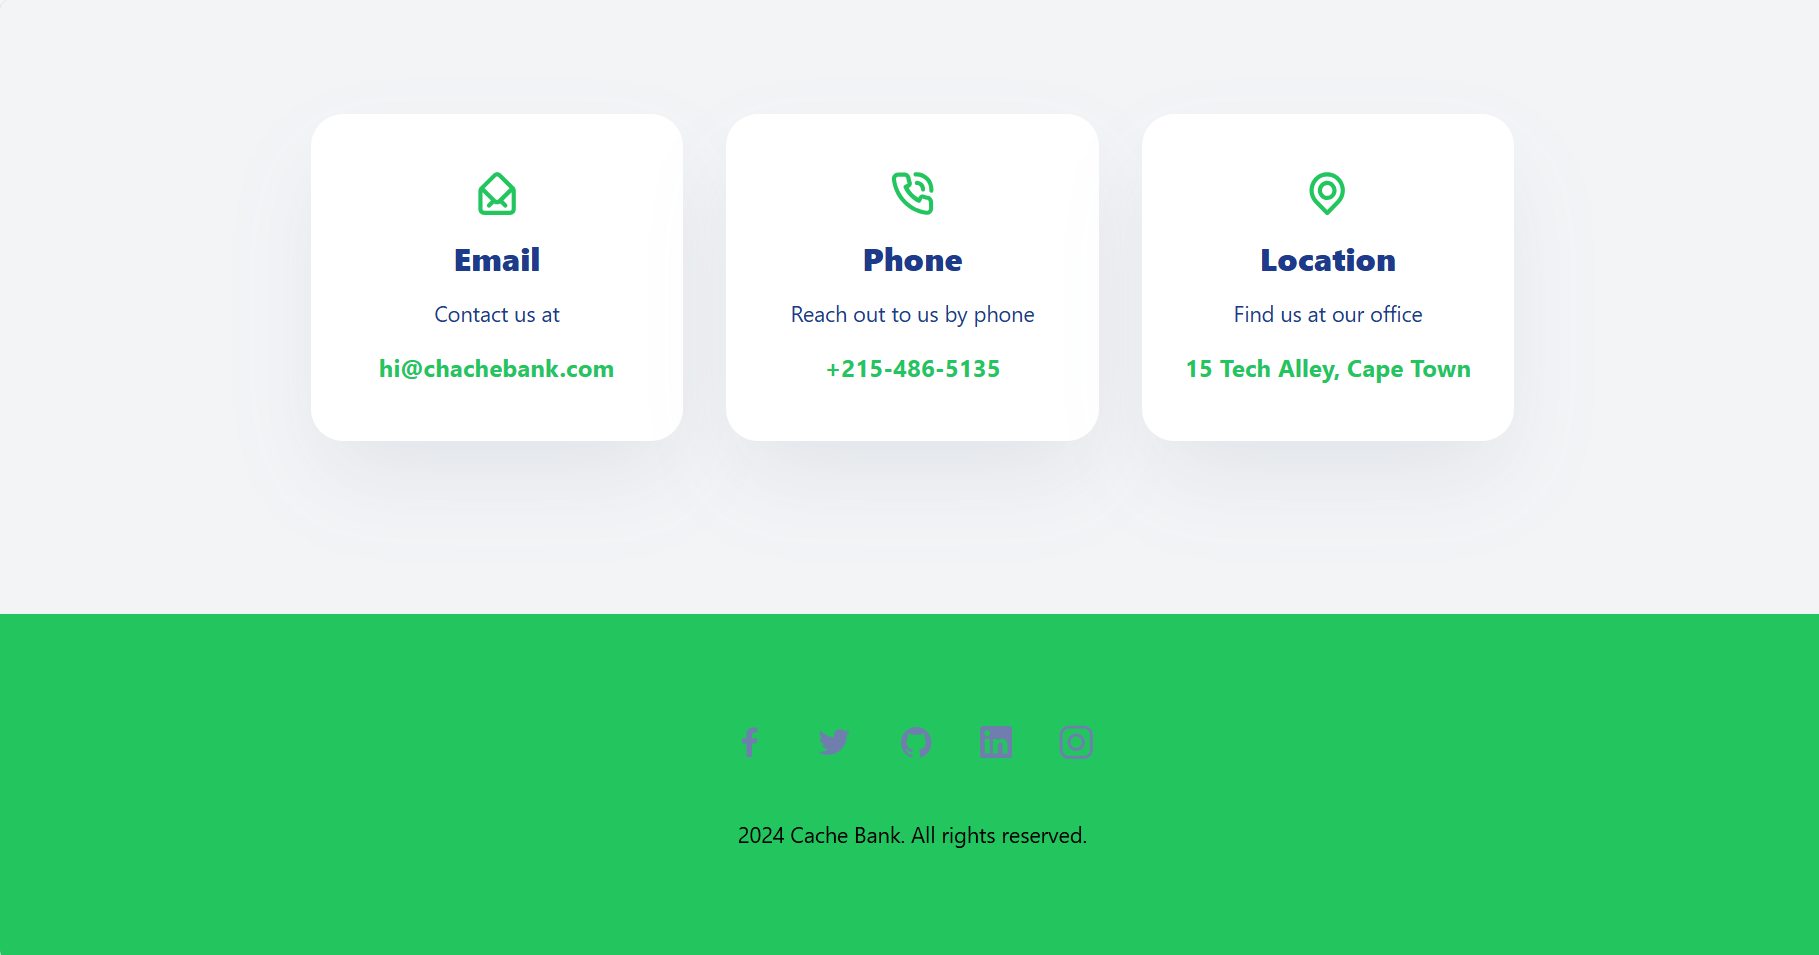 Email
Contact us at
hi@chachebank.com
Phone
Reach out to us by phone
+215-486-5135
Location
Find us at our office
15 Tech Alley, Cape Town
2024 Cache Bank. All rights reserved.